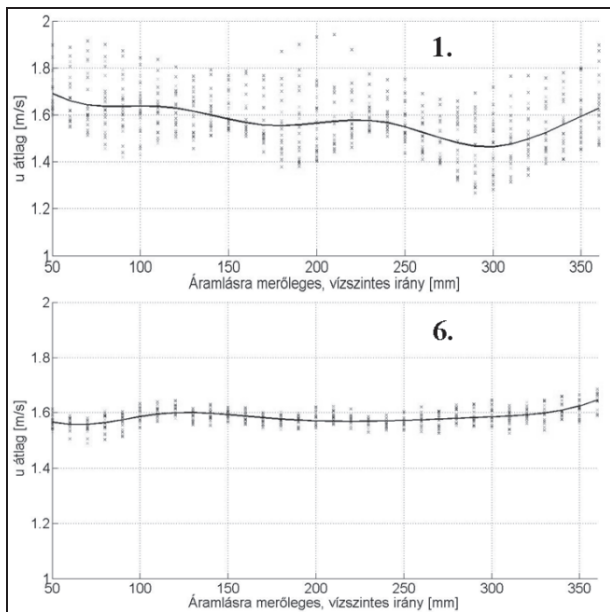 2
1.8
1.6
1.4
1.2
1
u átlag [m/s]
1.
50 100 150 200 250 300 350
Áramlásra merőleges, vízszintes irány [mm]
2
1.8
1.6
1.4
1.2
1
u átlag [m/s]
6.
50 100 150 200 250 300 350
Áramlásra merőleges, vízszintes irány [mm]